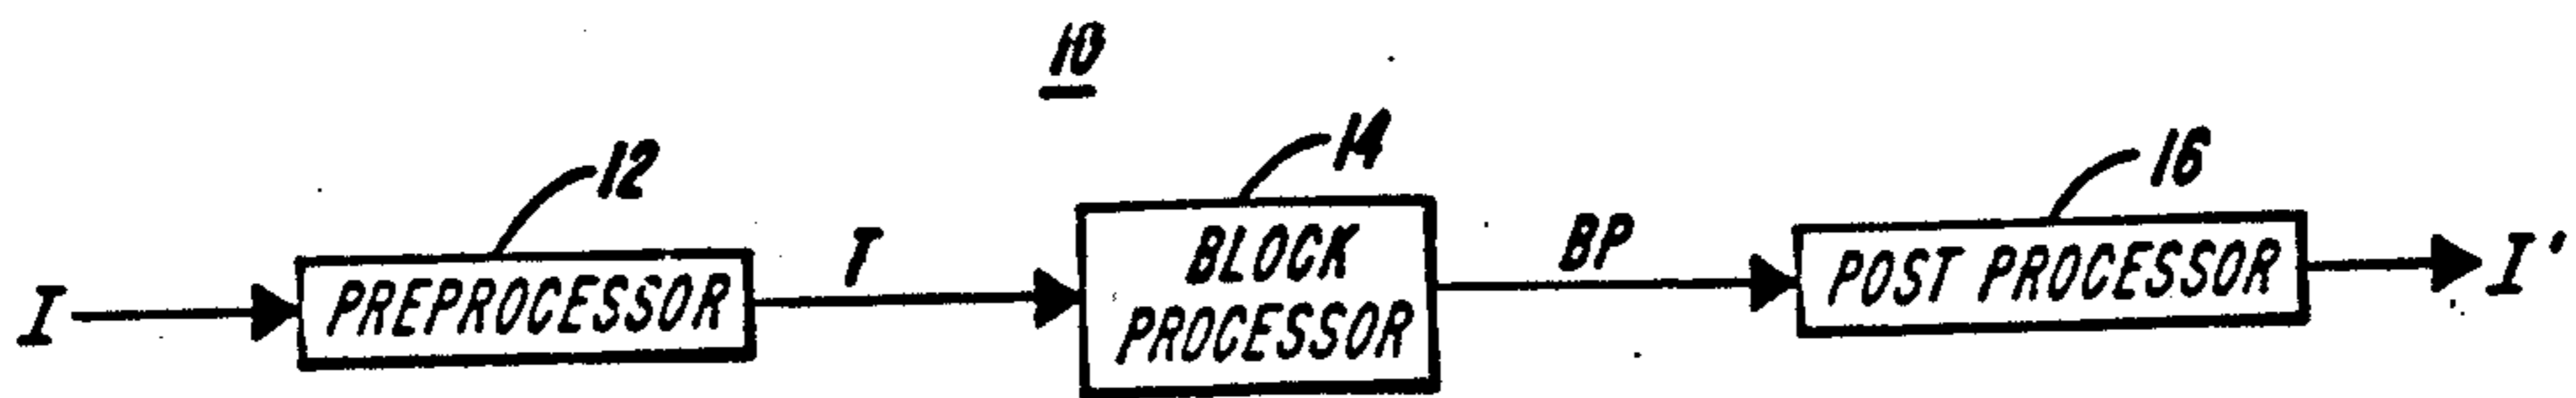 10
12
14
16
I
PREPROCESSOR
T
BLOCK
PROCESSOR
BP
POST PROCESSOR
I'